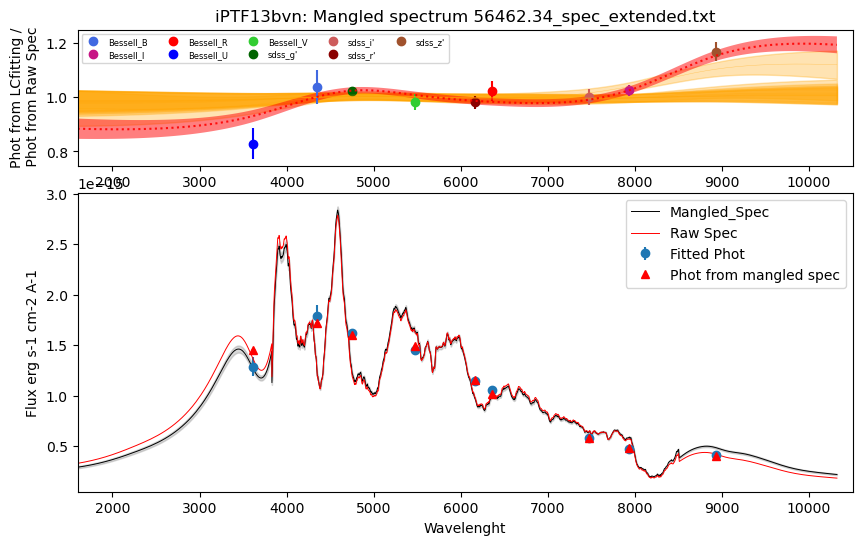 iPTF13bvn: Mangled spectrum 56462.34_spec_extended.txt
Phot from LCfitting /
Phot from Raw Spec
1.2
1.0
0.8
Bessell_B
Bessell_I
Bessell_R
Bessell_U
Bessell_V
sdss_g'
sdss_i'
sdss_r'
sdss_z'
2000 3000 4000 5000 6000 7000 8000 9000 10000
1e−15
Flux erg s-1 cm-2 A-1
3.0
2.5
2.0
1.5
1.0
0.5
Mangled_Spec
Raw Spec
Fitted Phot
Phot from mangled spec
2000 3000 4000 5000 6000 7000 8000 9000 10000
Wavelenght